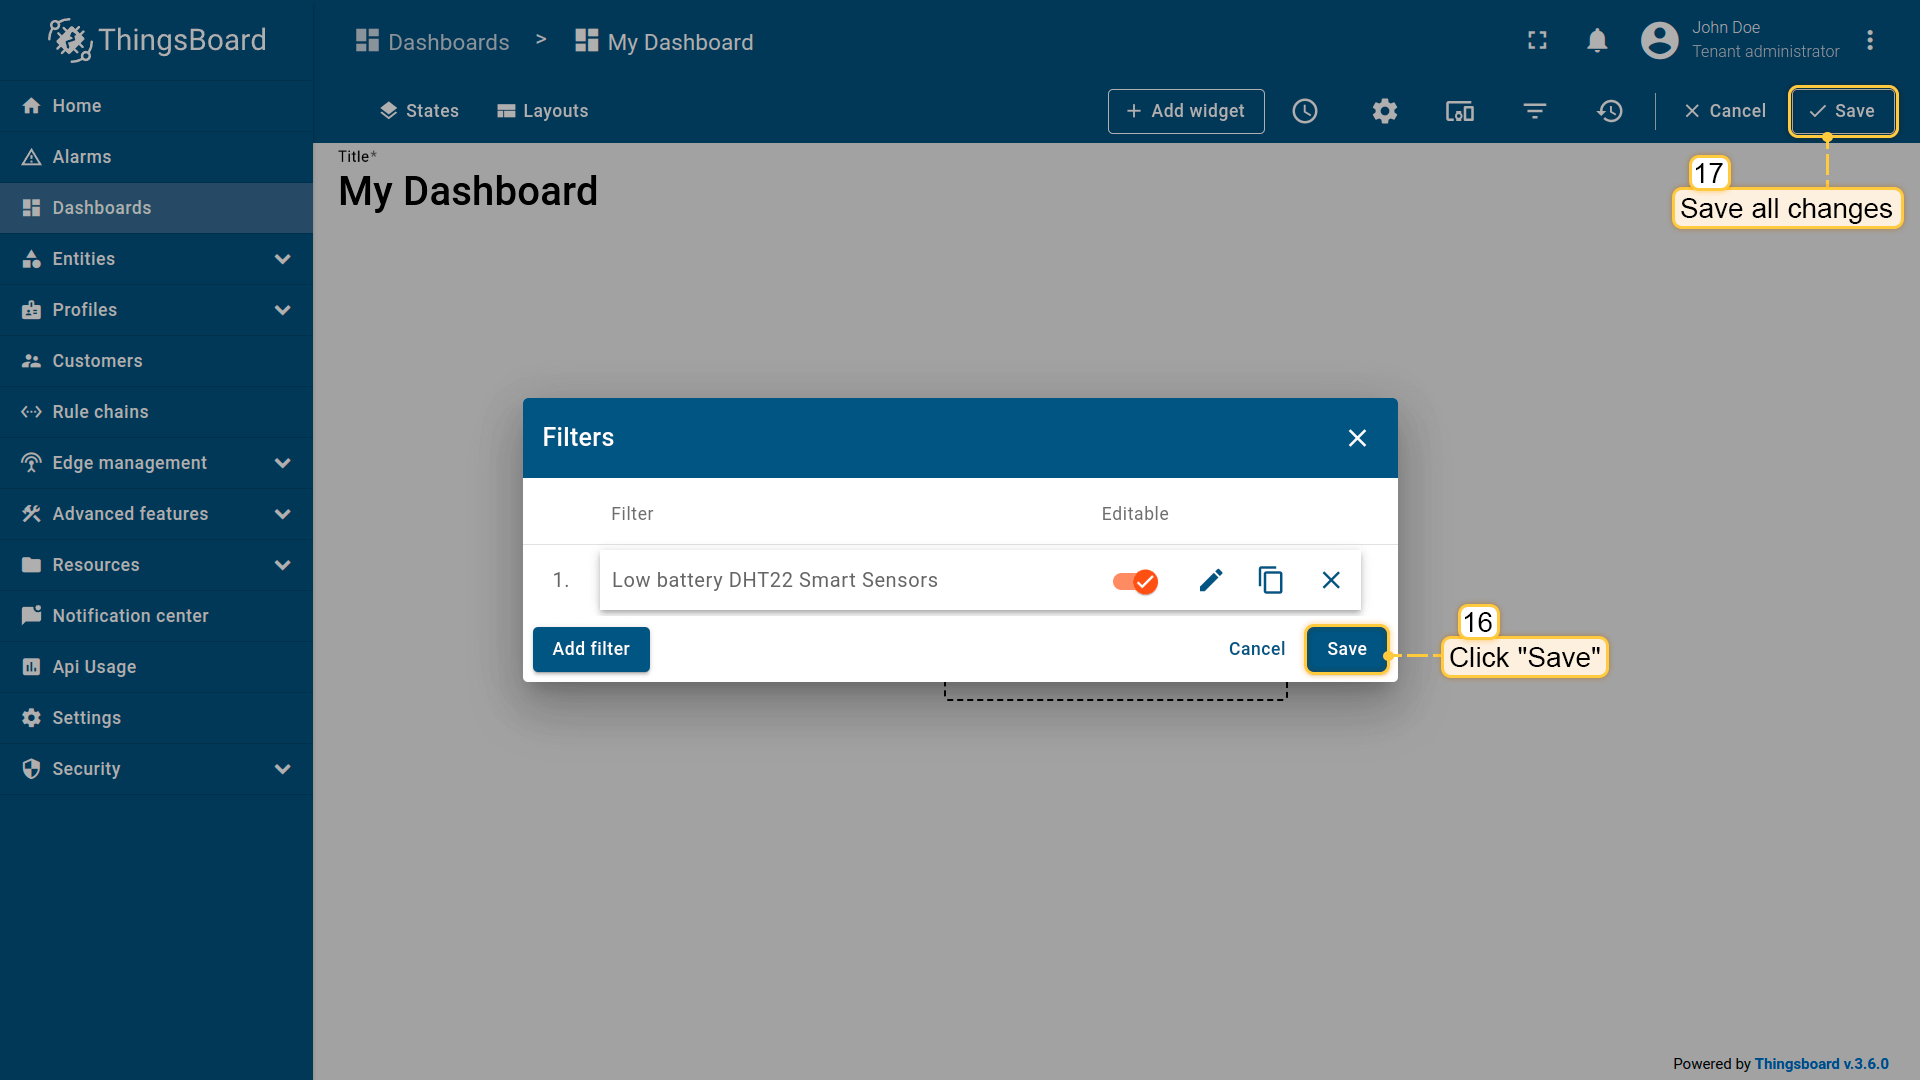 ThingsBoard
Dashboards > My Dashboard
John Doe
Tenant administrator
Home
Alarms
Dashboards
Entities
Profiles
Customers
Rule chains
Edge management
Advanced features
Resources
Notification center
Api Usage
Settings
Security
States
Layouts
+ Add widget
Cancel
Save
17
Save all changes
Title*
My Dashboard
Filters
Filter
Editable
1.
Low battery DHT22 Smart Sensors
Add filter
Cancel
Save
16
Click "Save"
Powered by Thingsboard v.3.6.0